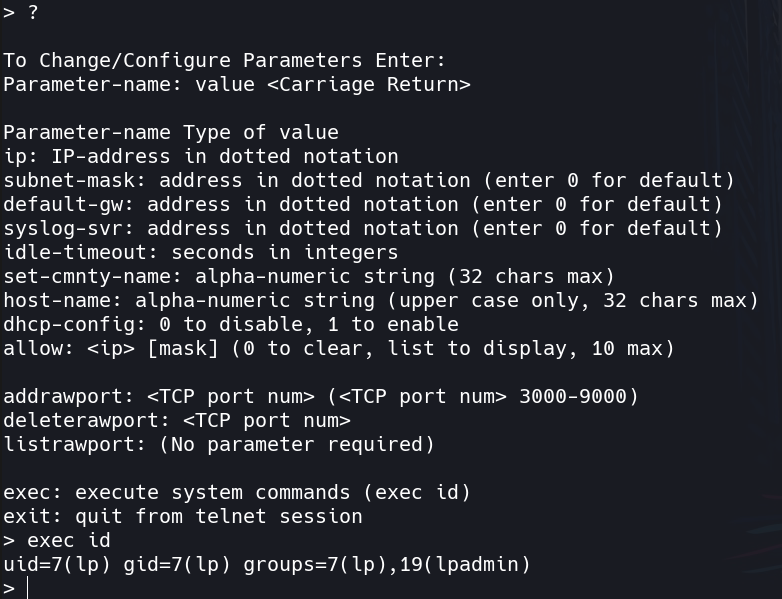 > ?
To Change/Configure Parameters Enter:
Parameter-name: value <Carriage Return>
Parameter-name Type of value
ip: IP-address in dotted notation
subnet-mask: address in dotted notation (enter 0 for default)
default-gw: address in dotted notation (enter 0 for default)
syslog-svr: address in dotted notation (enter 0 for default)
idle-timeout: seconds in integers
set-cmnty-name: alpha-numeric string (32 chars max)
host-name: alpha-numeric string (upper case only, 32 chars max)
dhcp-config: 0 to disable, 1 to enable
allow: <ip> [mask] (0 to clear, list to display, 10 max)
addrawport: <TCP port num> (<TCP port num> 3000-9000)
deleterawport: <TCP port num>
listrawport: (No parameter required)
exec: execute system commands (exec id)
exit: quit from telnet session
> exec id
uid=7(lp) gid=7(lp) groups=7(lp),19(lpadmin)
>